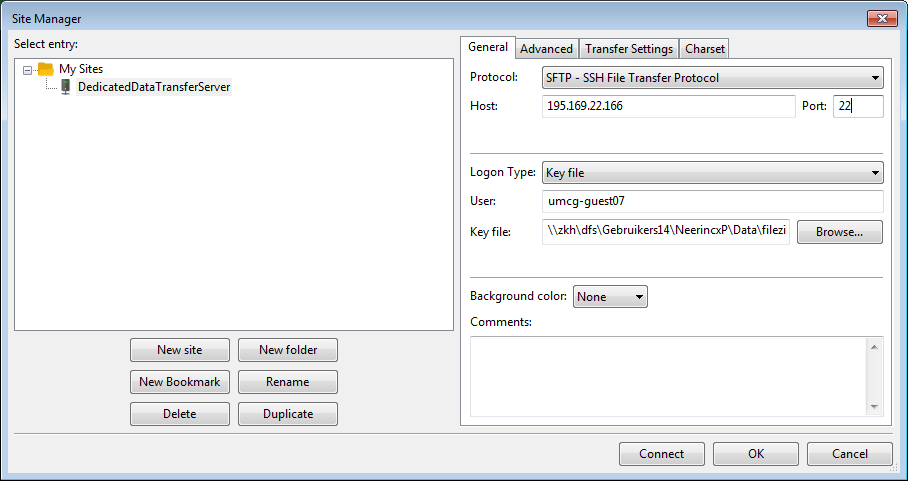 Site Manager
Select entry:
My Sites
DedicatedDataTransferServer
New site
New folder
New Bookmark
Rename
Delete
Duplicate
General
Advanced
Transfer Settings
Charset
Protocol:
SFTP - SSH File Transfer Protocol
Host:
195.169.22.166
Port:
22
Logon Type:
Key file
User:
umcg-guest07
Key file:
\\zkh\dfs\Gebruikers14\NeerincxP\Data\filezi
Browse...
Background color:
None
Comments:
Connect
OK
Cancel